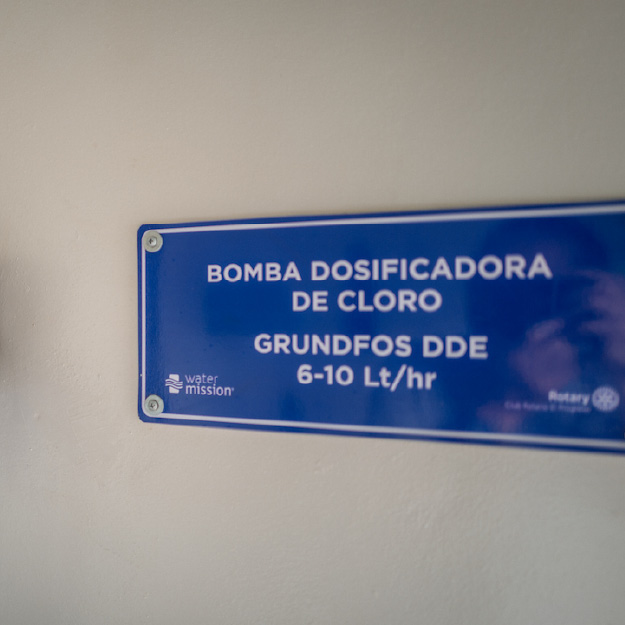 BOMBA DOSIFICADORA
DE CLORO
GRUNDFOS DDE
6-10 Lt/hr
water
mission
Rotary